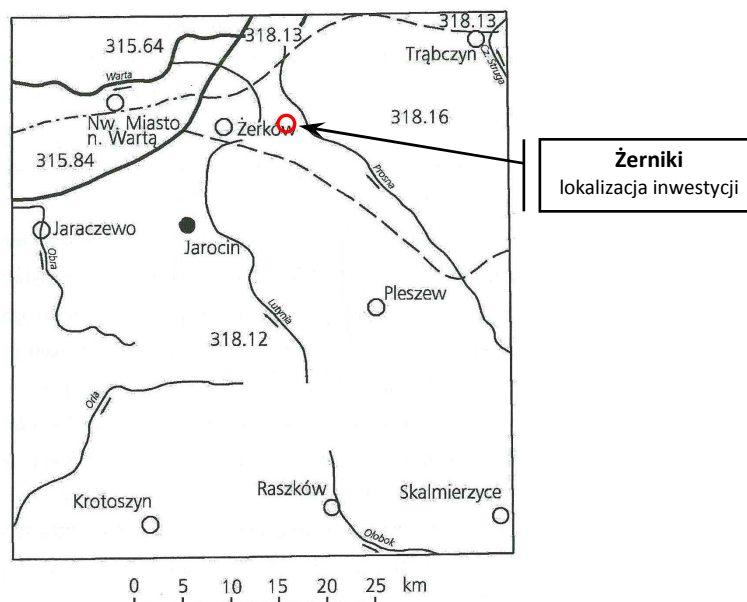 315.64
318.13
318.13
Trąbczyn
Cz. Struga
Warta
Nw. Miasto
n. Wartą
Żerków
318.16
Żerniki
lokalizacja inwestycji
315.84
Prosna
Jaraczewo
Obra
Jarocin
Pleszew
Lutynia
318.12
Orla
Krotoszyn
Raszków
Skalmierzyce
Ołobok
0 5 10 15 20 25 km